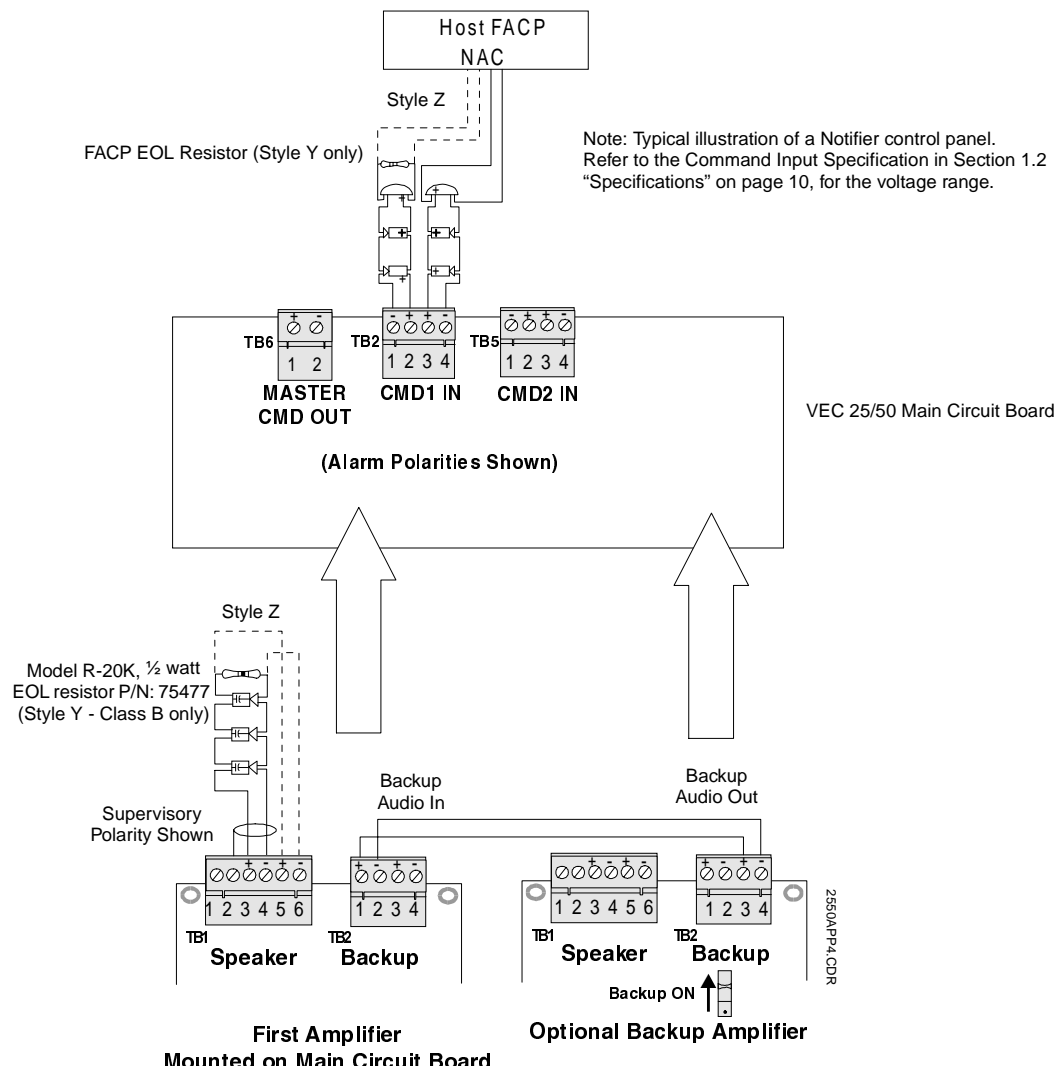 Host FACP
NAC
Style Z
FACP EOL Resistor (Style Y only)
Note: Typical illustration of a Notifier control panel.
Refer to the Command Input Specification in Section 1.2
“Specifications” on page 10, for the voltage range.
+ +
+ +
+ +
+ -
- + + -
- + + -
TB6
TB2
TB5
1 2
1 2 3 4
1 2 3 4
MASTER
CMD OUT
CMD1 IN
CMD2 IN
VEC 25/50 Main Circuit Board
(Alarm Polarities Shown)
Style Z
Model R-20K, ½ watt
EOL resistor P/N: 75477
(Style Y - Class B only)
Supervisory
Polarity Shown
Backup
Audio In
Backup
Audio Out
+ - + -
+ - + -
+ - + -
+ - + -
1 2 3 4 5 6
1 2 3 4
1 2 3 4 5 6
1 2 3 4
TB1
Speaker
TB2
Backup
TB1
Speaker
TB2
Backup
2550APP4.CDR
Backup ON
First Amplifier
Mounted on Main Circuit Board
Optional Backup Amplifier